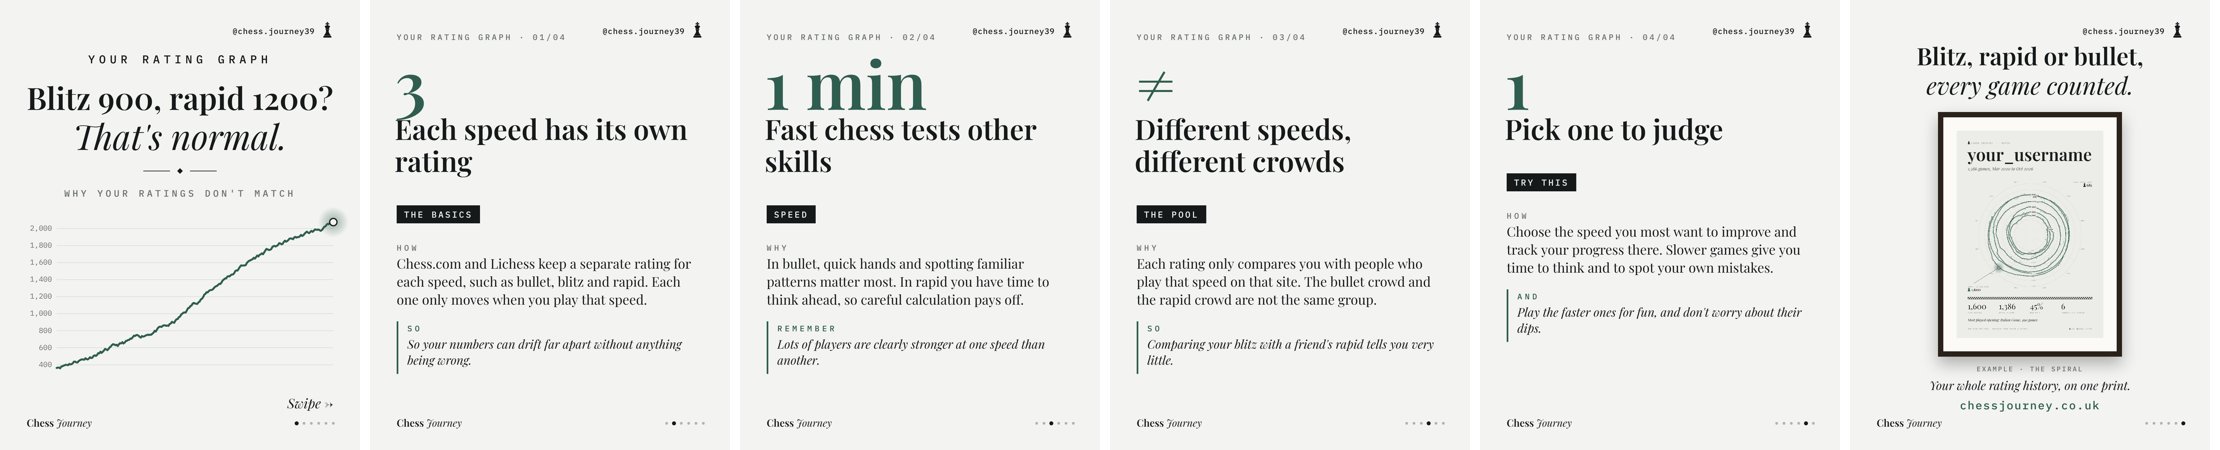 @chess.journey39
YOUR RATING GRAPH
Blitz 900, rapid 1200?
That's normal.
WHY YOUR RATINGS DON'T MATCH
2,000
1,800
1,600
1,400
1,200
1,000
800
600
400
Swipe
Chess Journey
YOUR RATING GRAPH · 01/04
@chess.journey39
3
Each speed has its own
rating
THE BASICS
HOW
Chess.com and Lichess keep a separate rating for
each speed, such as bullet, blitz and rapid. Each
one only moves when you play that speed.
SO
So your numbers can drift far apart without anything
being wrong.
Chess Journey
YOUR RATING GRAPH · 02/04
@chess.journey39
1 min
Fast chess tests other
skills
SPEED
WHY
In bullet, quick hands and spotting familiar
patterns matter most. In rapid you have time to
think ahead, so careful calculation pays off.
REMEMBER
Lots of players are clearly stronger at one speed than
another.
Chess Journey
YOUR RATING GRAPH · 03/04
@chess.journey39
≠
Different speeds,
different crowds
THE POOL
WHY
Each rating only compares you with people who
play that speed on that site. The bullet crowd and
the rapid crowd are not the same group.
SO
Comparing your blitz with a friend's rapid tells you very
little.
Chess Journey
YOUR RATING GRAPH · 04/04
@chess.journey39
1
Pick one to judge
TRY THIS
HOW
Choose the speed you most want to improve and
track your progress there. Slower games give you
time to think and to spot your own mistakes.
AND
Play the faster ones for fun, and don't worry about their
dips.
Chess Journey
@chess.journey39
Blitz, rapid or bullet,
every game counted.
your_username
1,600 1,386 45% 6
EXAMPLE · THE SPIRAL
Your whole rating history, on one print.
chessjourney.co.uk
Chess Journey